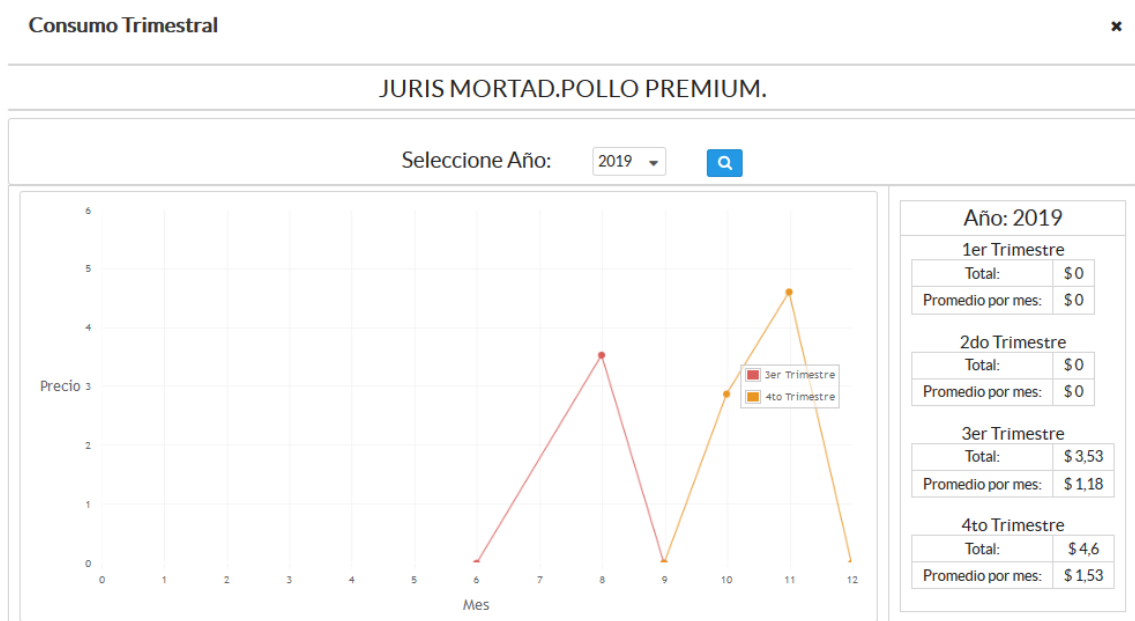 Consumo Trimestral ×
JURIS MORTAD.POLLO PREMIUM.
Seleccione Año: 2019
6
5
4
Precio 3
2
1
0
0 1 2 3 4 5 6 7 8 9 10 11 12
Mes
3er Trimestre
4to Trimestre
Año: 2019
1er Trimestre
Total: $ 0
Promedio por mes: $ 0
2do Trimestre
Total: $ 0
Promedio por mes: $ 0
3er Trimestre
Total: $ 3,53
Promedio por mes: $ 1,18
4to Trimestre
Total: $ 4,6
Promedio por mes: $ 1,53